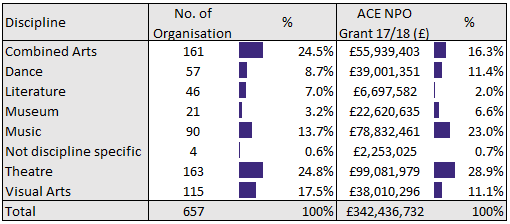 Discipline No. of Organisation % ACE NPO Grant 17/18 (£) %
Combined Arts 161 24.5% £55,939,403 16.3%
Dance 57 8.7% £39,001,351 11.4%
Literature 46 7.0% £6,697,582 2.0%
Museum 21 3.2% £22,620,635 6.6%
Music 90 13.7% £78,832,461 23.0%
Not discipline specific 4 0.6% £2,253,025 0.7%
Theatre 163 24.8% £99,081,979 28.9%
Visual Arts 115 17.5% £38,010,296 11.1%
Total 657 100% £342,436,732 100%